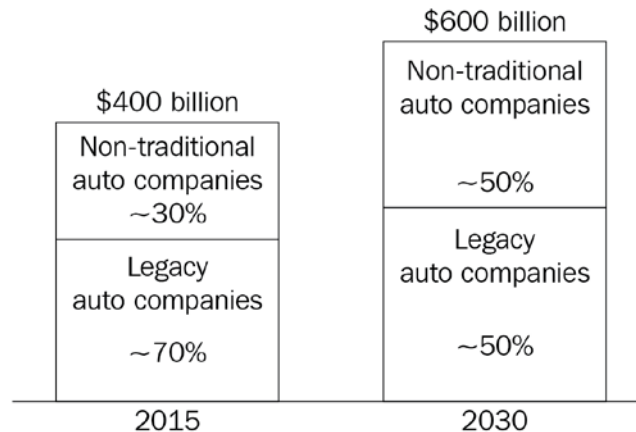 $400 billion
Non-traditional
auto companies
~30%
Legacy
auto companies
~70%
2015
$600 billion
Non-traditional
auto companies
~50%
Legacy
auto companies
~50%
2030